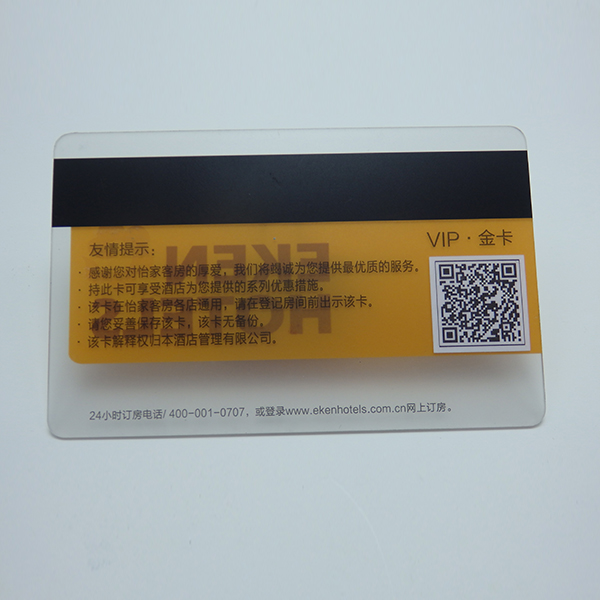 VIP · 金卡
友情提示：
· 感谢您对怡家客房的厚爱，我们将竭诚为您提供最优质的服务。
· 持此卡可享受酒店为您提供的系列优惠措施。
· 该卡在怡家客房各店通用，请在登记房间前出示该卡。
· 请您妥善保存该卡，该卡无备份。
· 该卡解释权归本酒店管理有限公司。
EKEN
24小时订房电话/ 400-001-0707，或登录www.ekenhotels.com.cn网上订房。